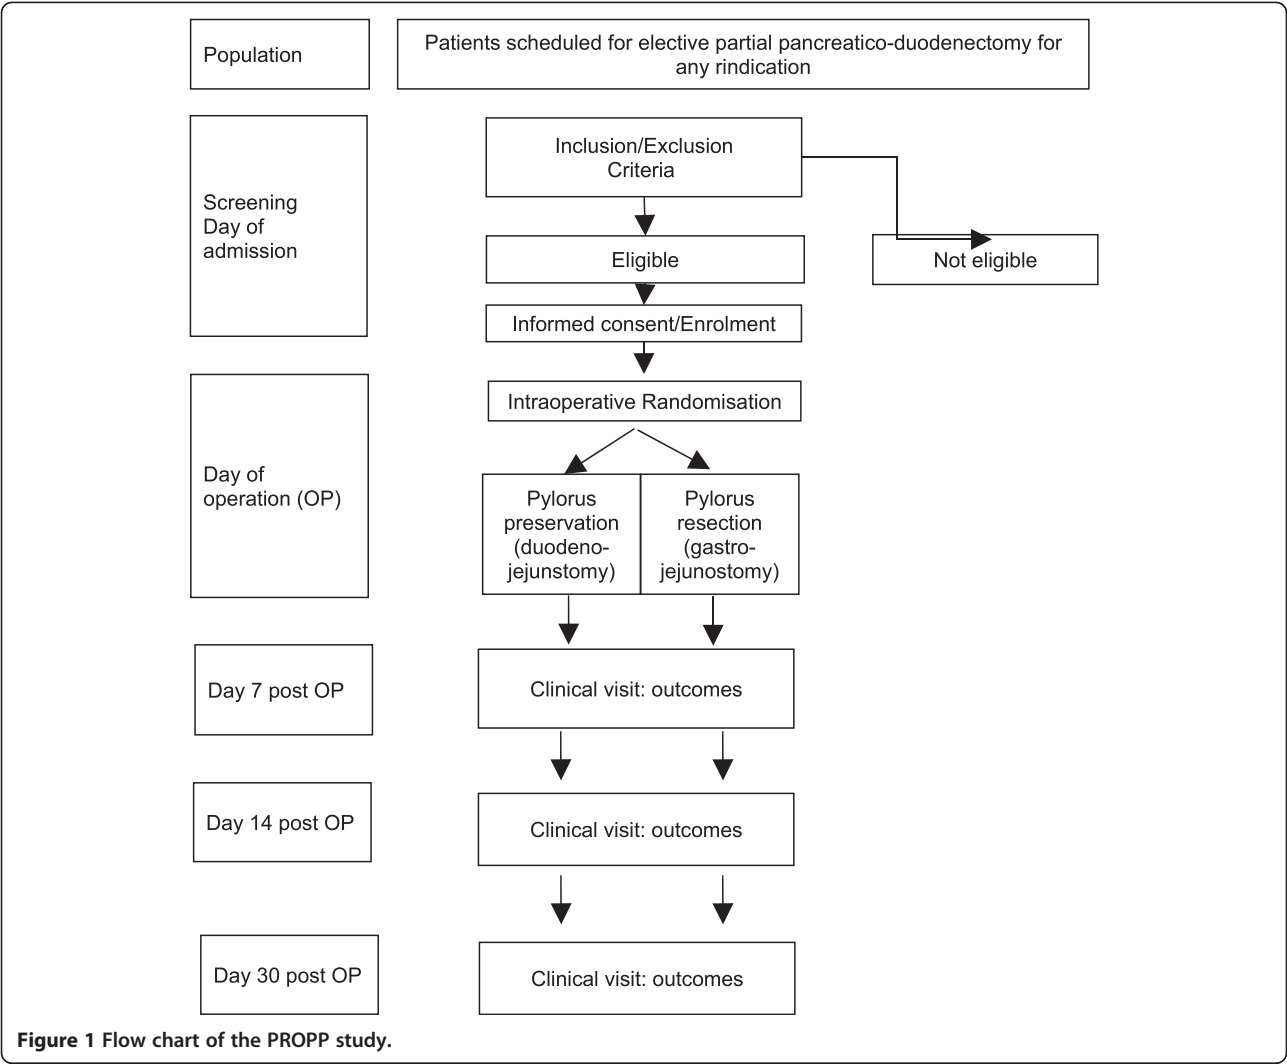 Population
Patients scheduled for elective partial pancreatico-duodenectomy for
any rindication
Screening
Day of
admission
Inclusion/Exclusion
Criteria
Eligible
Not eligible
Informed consent/Enrolment
Day of
operation (OP)
Intraoperative Randomisation
Pylorus
preservation
(duodeno-
jejunstomy)
Pylorus
resection
(gastro-
jejunostomy)
Day 7 post OP
Clinical visit: outcomes
Day 14 post OP
Clinical visit: outcomes
Day 30 post OP
Clinical visit: outcomes
Figure 1 Flow chart of the PROPP study.